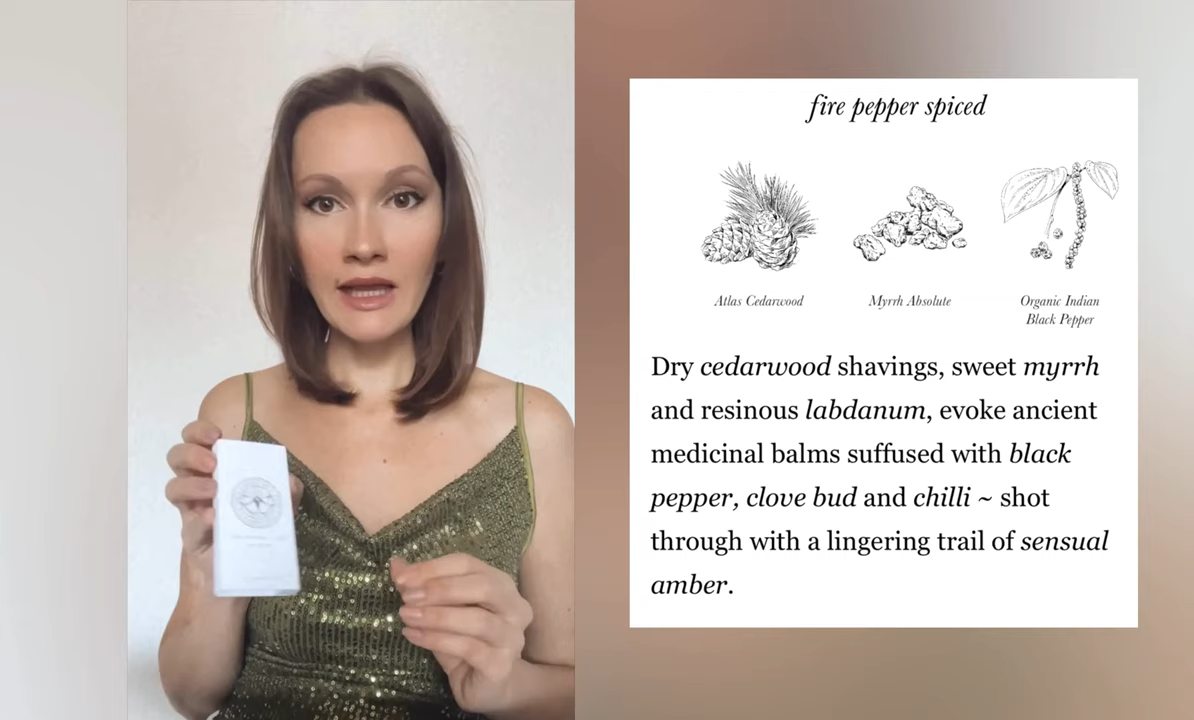 fire pepper spiced
Atlas Cedarwood
Myrrh Absolute
Organic Indian
Black Pepper
Dry cedarwood shavings, sweet myrrh
and resinous labdanum, evoke ancient
medicinal balms suffused with black
pepper, clove bud and chilli ~ shot
through with a lingering trail of sensual
amber.